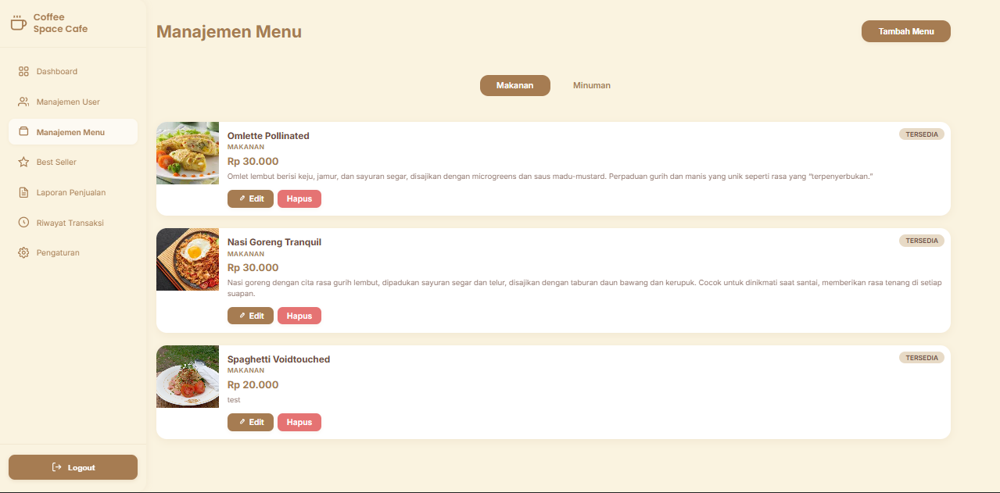 Coffee
Space Cafe
Dashboard
Manajemen User
Manajemen Menu
Best Seller
Laporan Penjualan
Riwayat Transaksi
Pengaturan
Logout
Manajemen Menu
Tambah Menu
Makanan Minuman
Omlette Pollinated
TERSEDIA
MAKANAN
Rp 30.000
Omlet lembut berisi keju, jamur, dan sayuran segar, disajikan dengan microgreens dan saus madu-mustard. Perpaduan gurih dan manis yang unik seperti rasa yang “terpenyerbukan.”
Edit Hapus
Nasi Goreng Tranquil
TERSEDIA
MAKANAN
Rp 30.000
Nasi goreng dengan cita rasa gurih lembut, dipadukan sayuran segar dan telur, disajikan dengan taburan daun bawang dan kerupuk. Cocok untuk dinikmati saat santai, memberikan rasa tenang di setiap
suapan.
Edit Hapus
Spaghetti Voidtouched
TERSEDIA
MAKANAN
Rp 20.000
test
Edit Hapus